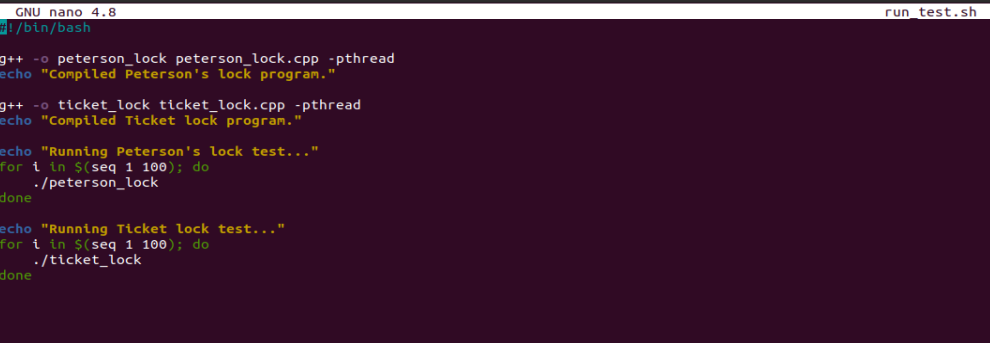 GNU nano 4.8 run_test.sh
#!/bin/bash
g++ -o peterson_lock peterson_lock.cpp -pthread
echo "Compiled Peterson's lock program."
g++ -o ticket_lock ticket_lock.cpp -pthread
echo "Compiled Ticket lock program."
echo "Running Peterson's lock test..."
for i in $(seq 1 100); do
    ./peterson_lock
done
echo "Running Ticket lock test..."
for i in $(seq 1 100); do
    ./ticket_lock
done